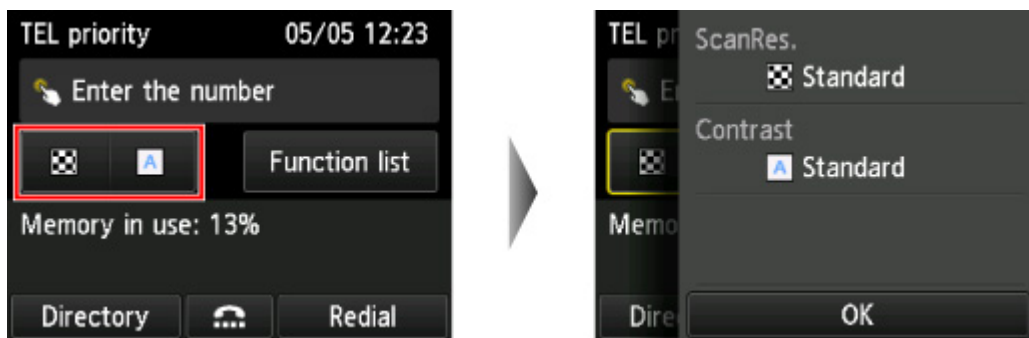 TEL priority 05/05 12:23
Enter the number
A Function list
Memory in use: 13%
Directory Redial
TEL pr
ScanRes.
E
Standard
Contrast
A Standard
Memo
Dire OK